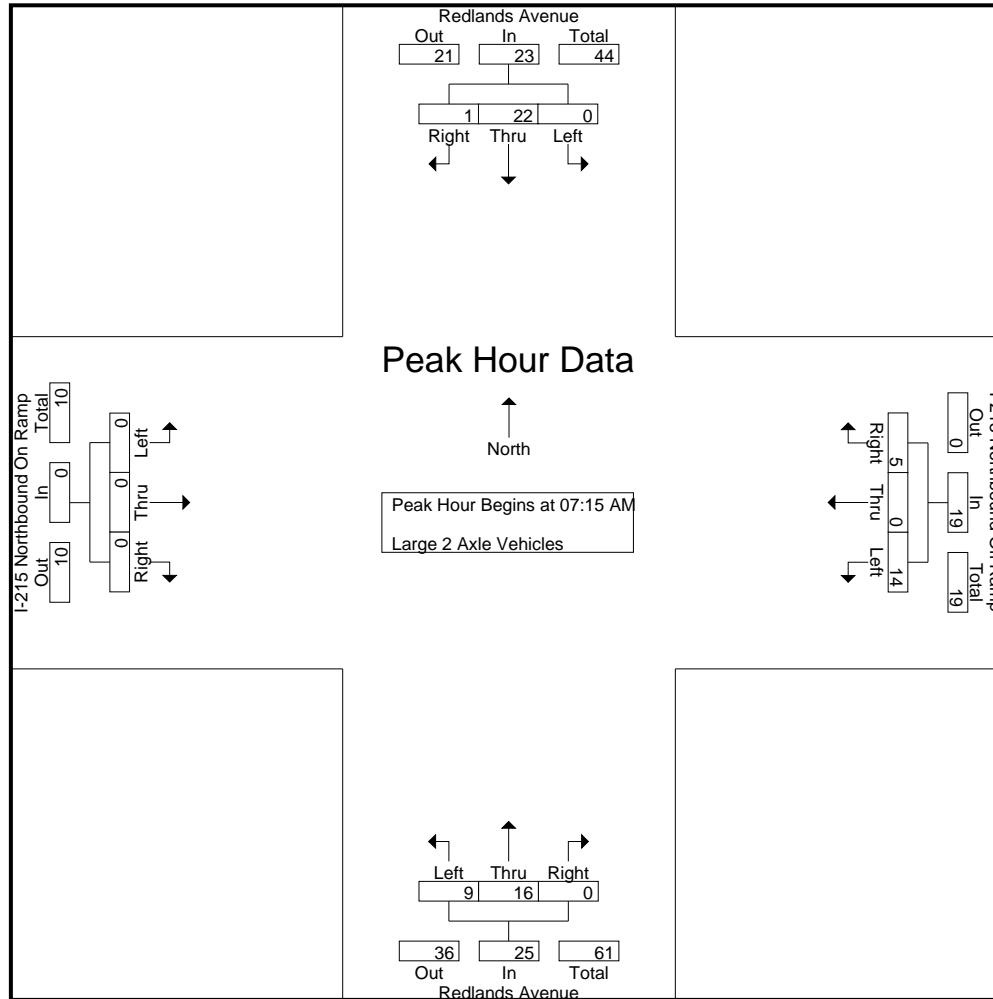 Redlands Avenue
Out In Total
21 23 44
1 22 0
Right Thru Left
Peak Hour Data
North
Peak Hour Begins at 07:15 AM
Large 2 Axle Vehicles
I-215 Northbound On Ramp
Out In Total
10 0 10
Left Thru Right
0 0 0
Out In Total
0 19 19
Right Thru Left
5 0 14
Left Thru Right
9 16 0
36 25 61
Out In Total
Redlands Avenue